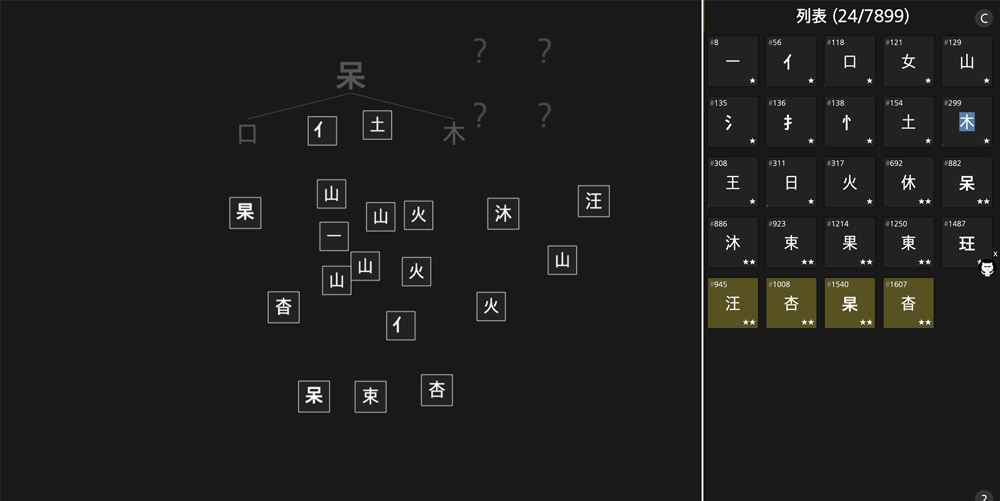 列表 (24/7899)
C
? ?
呆
? ?
口 亻 土 木
山
杲 山 火 沐 汪
一
山 山 火 山
杳 亻 火
呆 束 杏
#8 一 ★
#56 亻 ★
#118 口 ★
#121 女 ★
#129 山 ★
#135 氵 ★
#136 扌 ★
#138 忄 ★
#154 土 ★
#299 木 ★
#308 王 ★
#311 日 ★
#317 火 ★
#692 休 ★★
#882 呆 ★★
#886 沐 ★★
#923 束 ★★
#1214 果 ★★
#1250 東 ★★
#1487 玨
x
#945 汪 ★★
#1008 杏 ★★
#1540 杲 ★★
#1607 杳 ★★
?